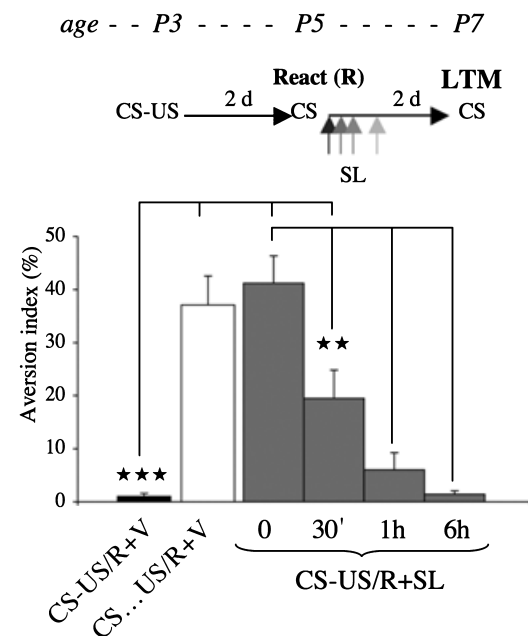 age - - P3 - - - - P5 - - - - - P7
React (R) LTM
CS-US 2 d CS 2 d CS
SL
Aversion index (%)
50
40
30
20
10
0
★★★
★★
CS-US/R+V
CS... US/R+V
0 30' 1h 6h
CS-US/R+SL